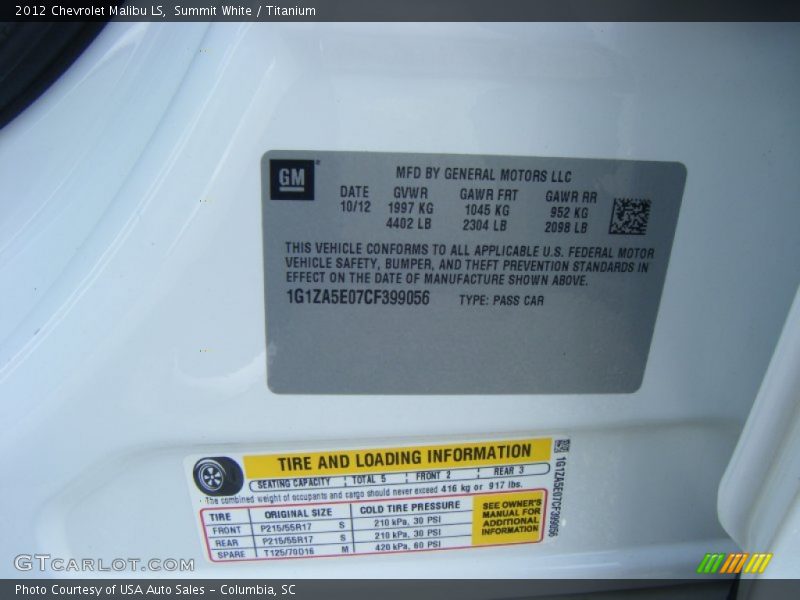 2012 Chevrolet Malibu LS, Summit White / Titanium
GM
MFD BY GENERAL MOTORS LLC
DATE GVWR GAWR FRT GAWR RR
10/12 1997 KG 1045 KG 952 KG
4402 LB 2304 LB 2098 LB
THIS VEHICLE CONFORMS TO ALL APPLICABLE U.S. FEDERAL MOTOR
VEHICLE SAFETY, BUMPER, AND THEFT PREVENTION STANDARDS IN
EFFECT ON THE DATE OF MANUFACTURE SHOWN ABOVE.
1G1ZA5E07CF399056 TYPE: PASS CAR
TIRE AND LOADING INFORMATION
SEATING CAPACITY TOTAL 5 FRONT 2 REAR 3
The combined weight of occupants and cargo should never exceed 416 kg or 917 lbs.
TIRE ORIGINAL SIZE COLD TIRE PRESSURE
FRONT P215/55R17 S 210 kPa, 30 PSI
REAR P215/55R17 S 210 kPa, 30 PSI
SPARE T125/70D16 M 420 kPa, 60 PSI
SEE OWNER'S
MANUAL FOR
ADDITIONAL
INFORMATION
1G1ZA5E07CF399056
GTCARLOT.COM
Photo Courtesy of USA Auto Sales - Columbia, SC